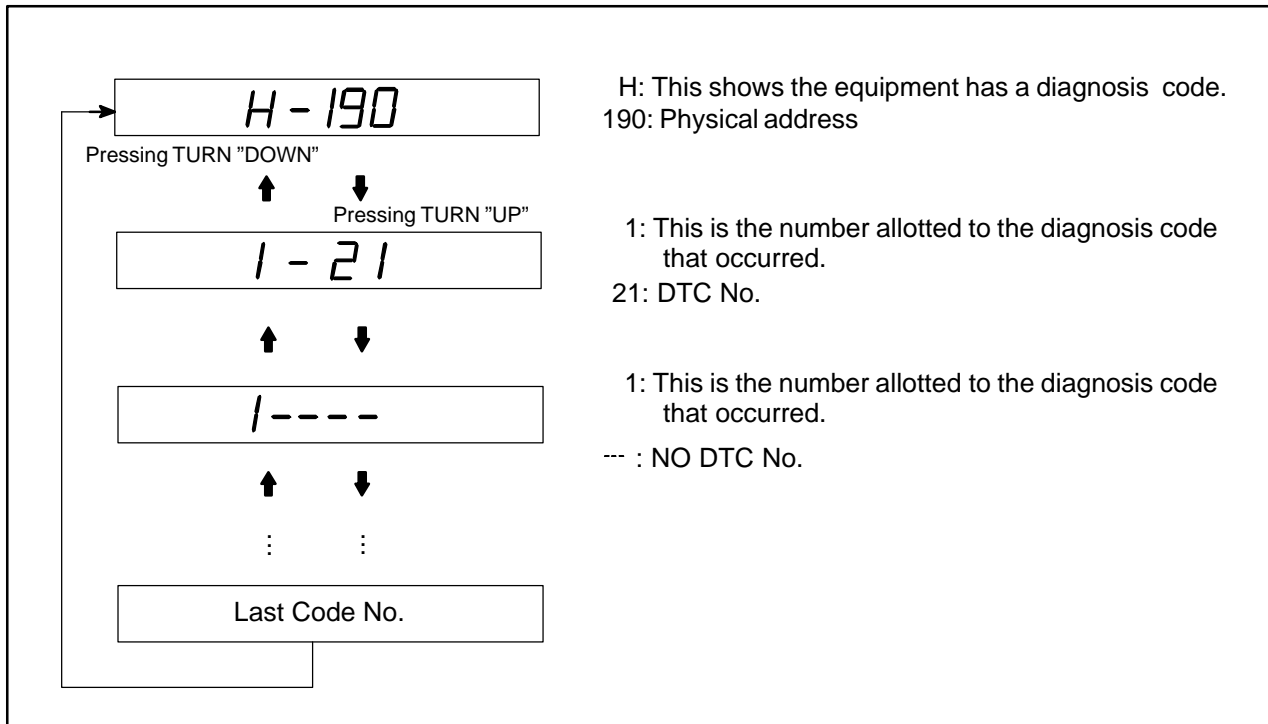 H-190
H: This shows the equipment has a diagnosis  code.
190: Physical address
Pressing TURN ”DOWN”
Pressing TURN ”UP”
1-21
1: This is the number allotted to the diagnosis code
that occurred.
21: DTC No.
1----
1: This is the number allotted to the diagnosis code
that occurred.
--- : NO DTC No.
Last Code No.